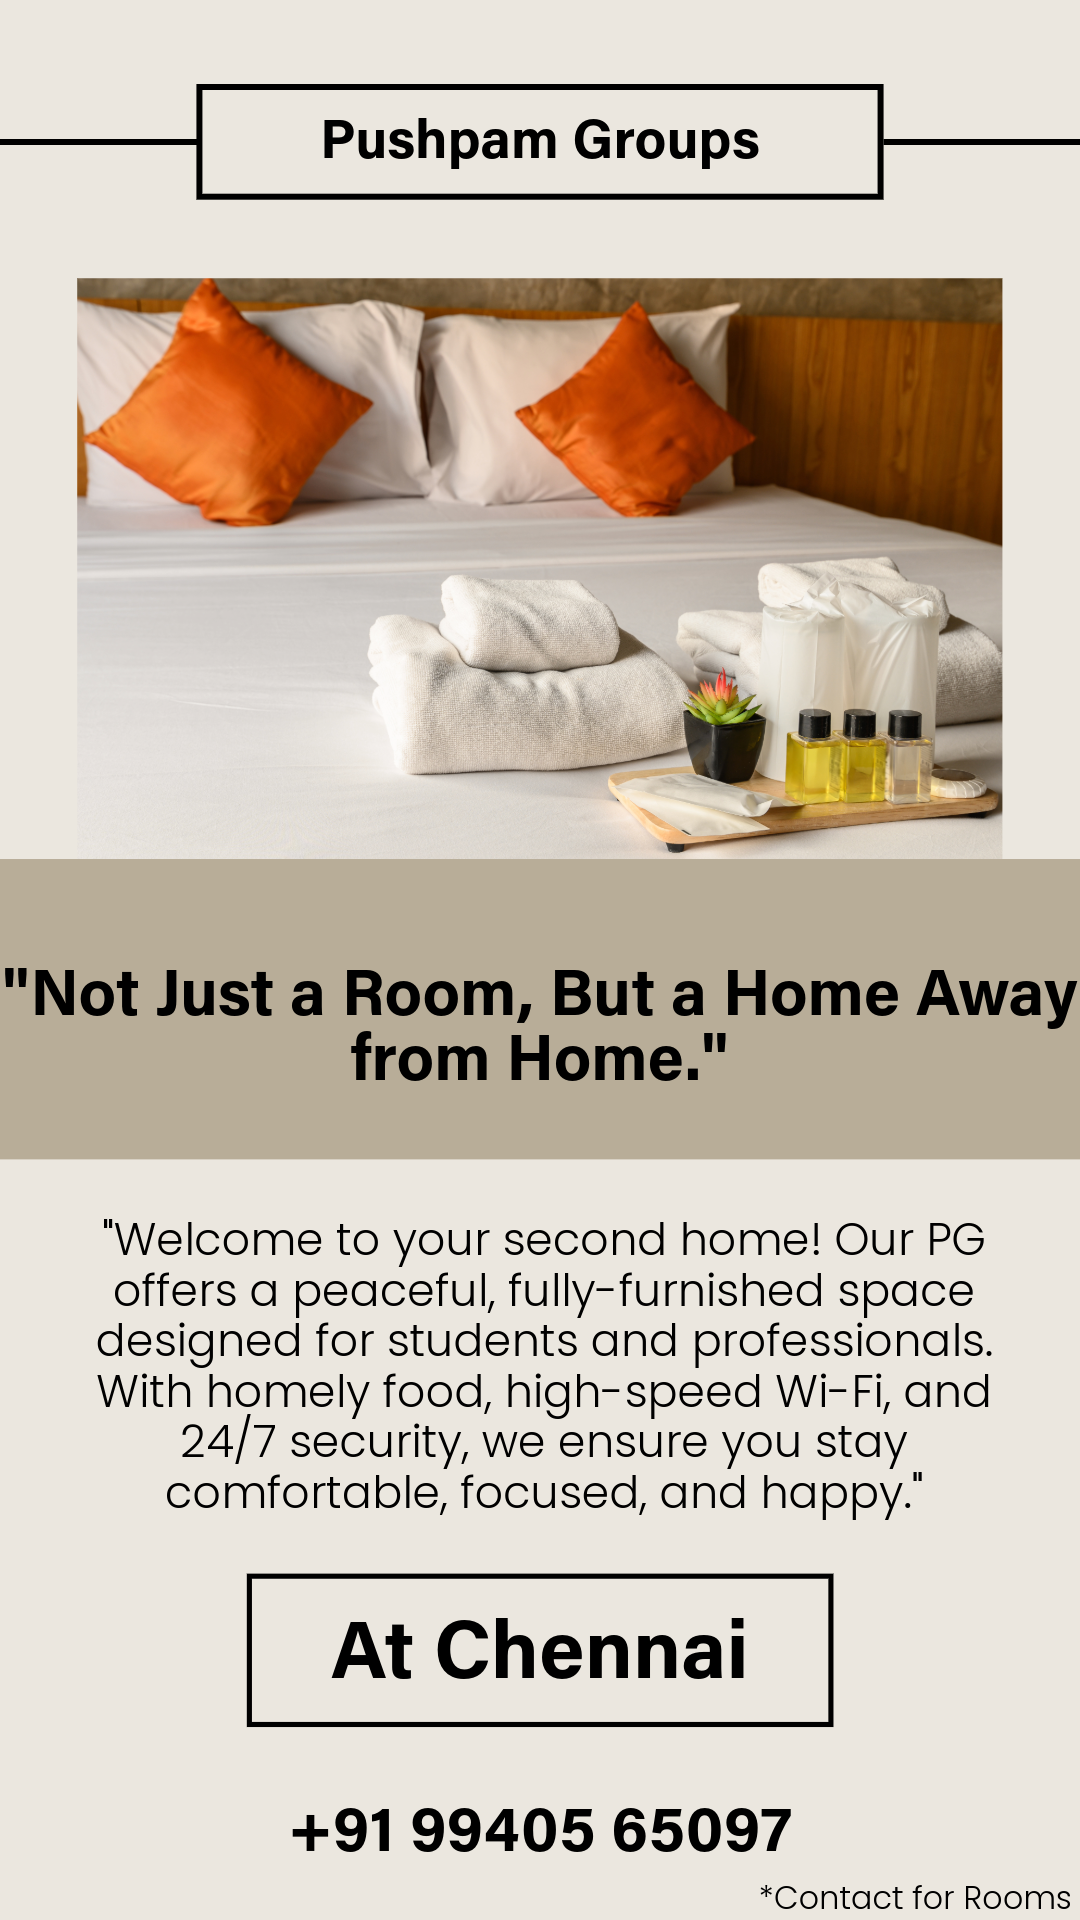 Pushpam Groups
"Not Just a Room, But a Home Away
from Home."
"Welcome to your second home! Our PG
offers a peaceful, fully-furnished space
designed for students and professionals.
With homely food, high-speed Wi-Fi, and
24/7 security, we ensure you stay
comfortable, focused, and happy."
At Chennai
+91 99405 65097
*Contact for Rooms